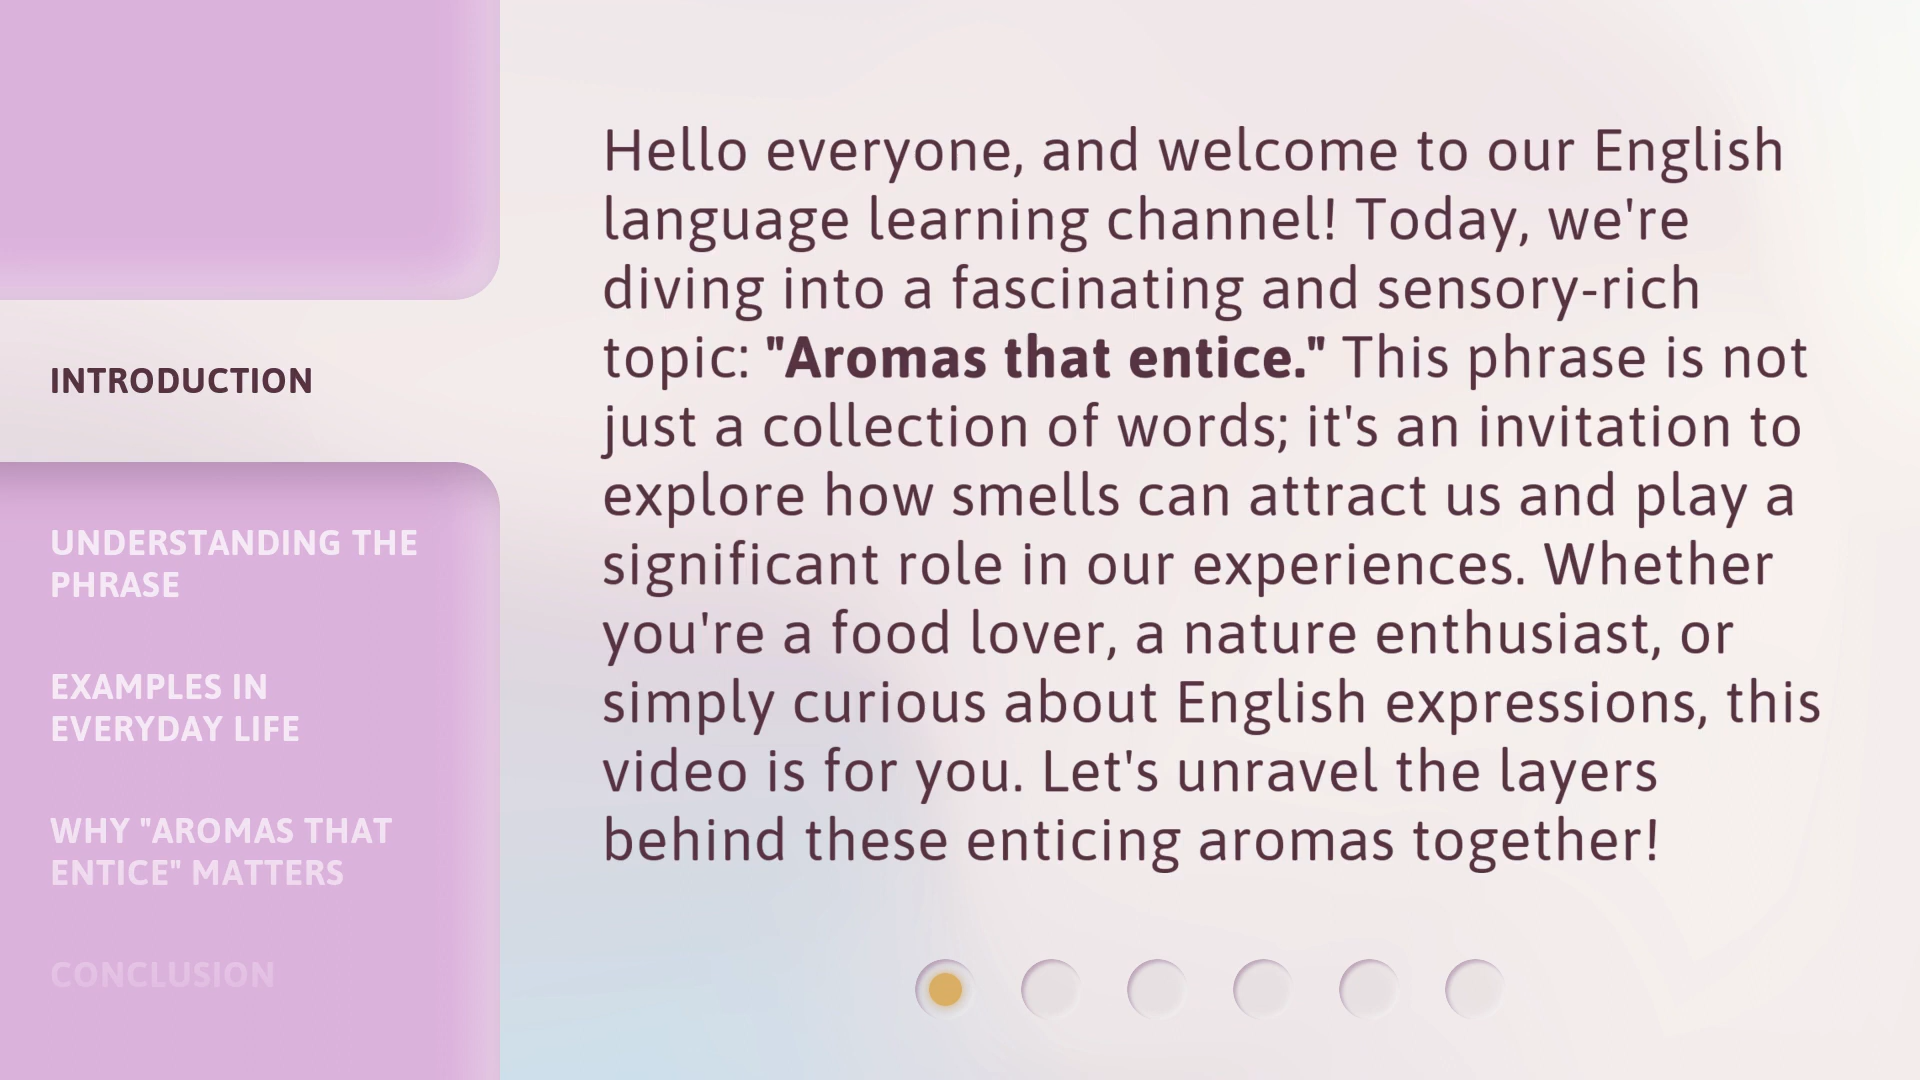 INTRODUCTION
UNDERSTANDING THE
PHRASE
EXAMPLES IN
EVERYDAY LIFE
WHY "AROMAS THAT
ENTICE" MATTERS
CONCLUSION
Hello everyone, and welcome to our English
language learning channel! Today, we're
diving into a fascinating and sensory-rich
topic: "Aromas that entice." This phrase is not
just a collection of words; it's an invitation to
explore how smells can attract us and play a
significant role in our experiences. Whether
you're a food lover, a nature enthusiast, or
simply curious about English expressions, this
video is for you. Let's unravel the layers
behind these enticing aromas together!